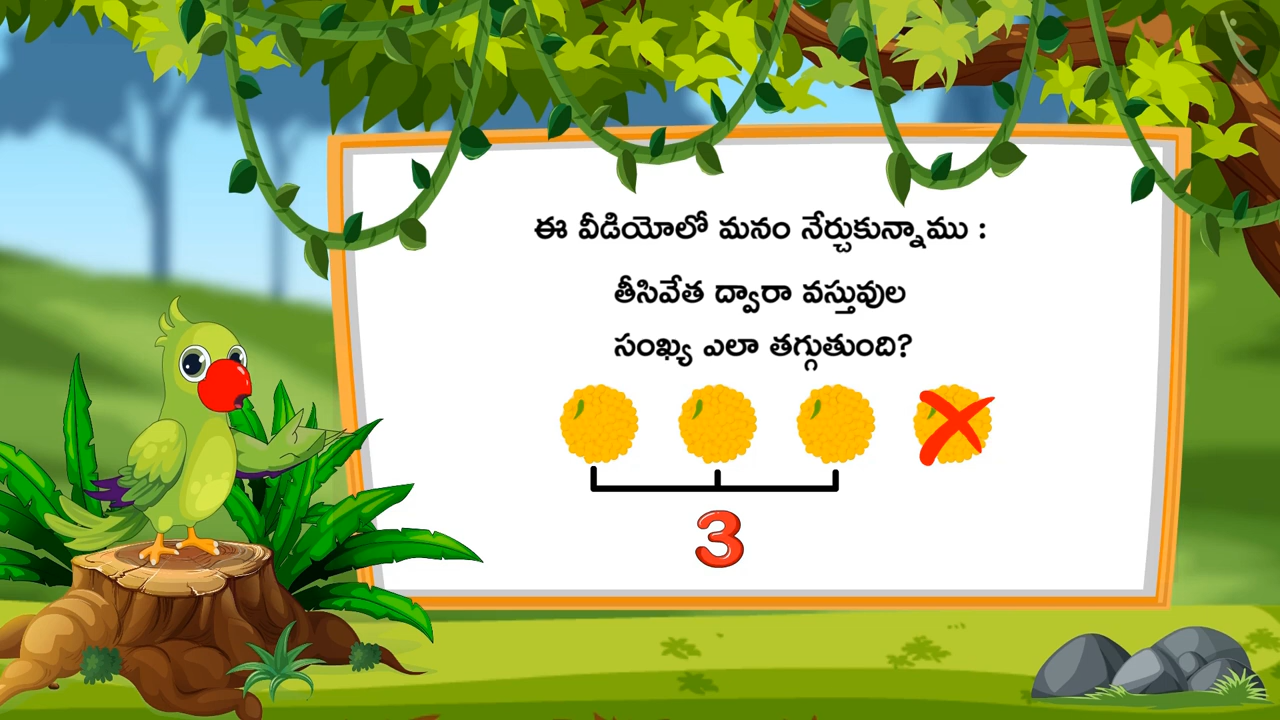 ఈ వీడియోలో మనం నేర్చుకున్నాము :
తీసివేత ద్వారా వస్తువుల
సంఖ్య ఎలా తగ్గుతుంది?
3